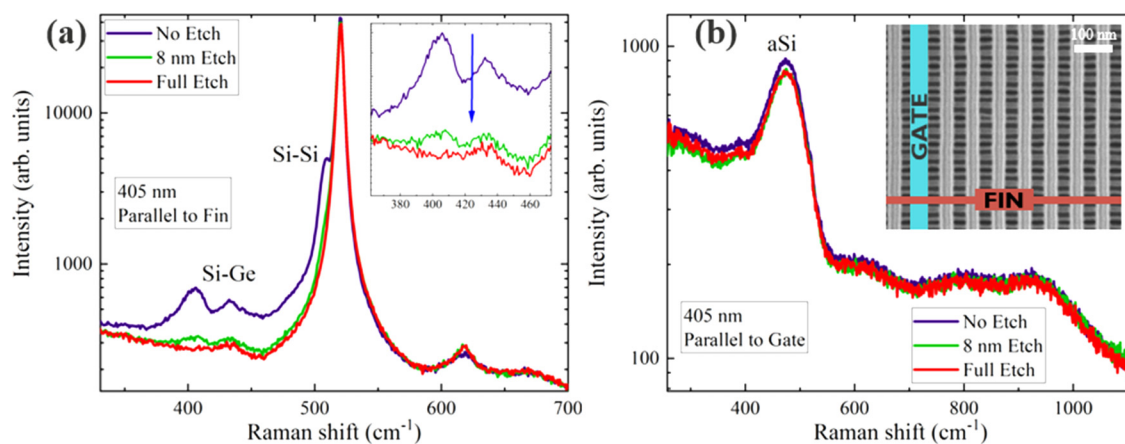 (a)
No Etch
8 nm Etch
Full Etch
Si-Si
405 nm
Parallel to Fin
Si-Ge
Intensity (arb. units)
10000
1000
400
500
600
700
Raman shift (cm⁻¹)
360 380 400 420 440 460
(b)
aSi
100 nm
GATE
FIN
405 nm
Parallel to Gate
No Etch
8 nm Etch
Full Etch
Intensity (arb. units)
1000
100
400
600
800
1000
Raman shift (cm⁻¹)